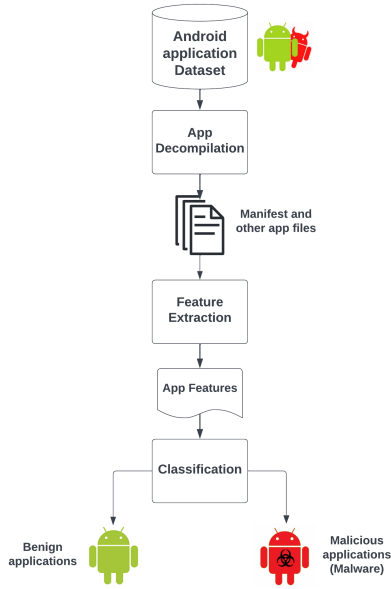 Android
application
Dataset
App
Decompilation
Manifest and
other app files
Feature
Extraction
App Features
Classification
Benign
applications
Malicious
applications
(Malware)